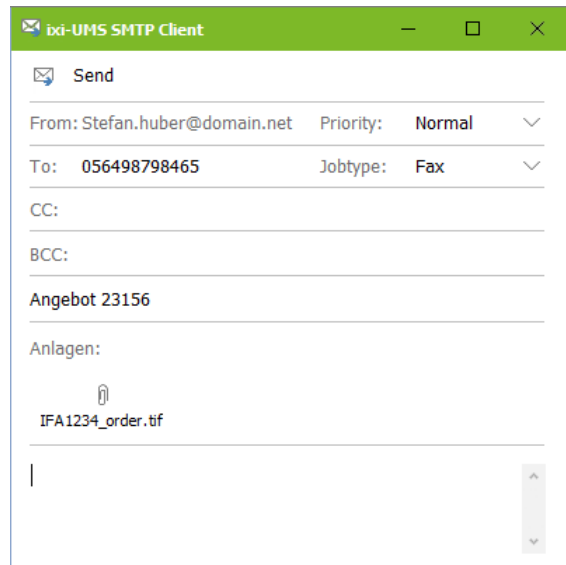 ixi-UMS SMTP Client
Send
From: Stefan.huber@domain.net Priority: Normal
To: 056498798465 Jobtype: Fax
CC:
BCC:
Angebot 23156
Anlagen:
IFA1234_order.tif